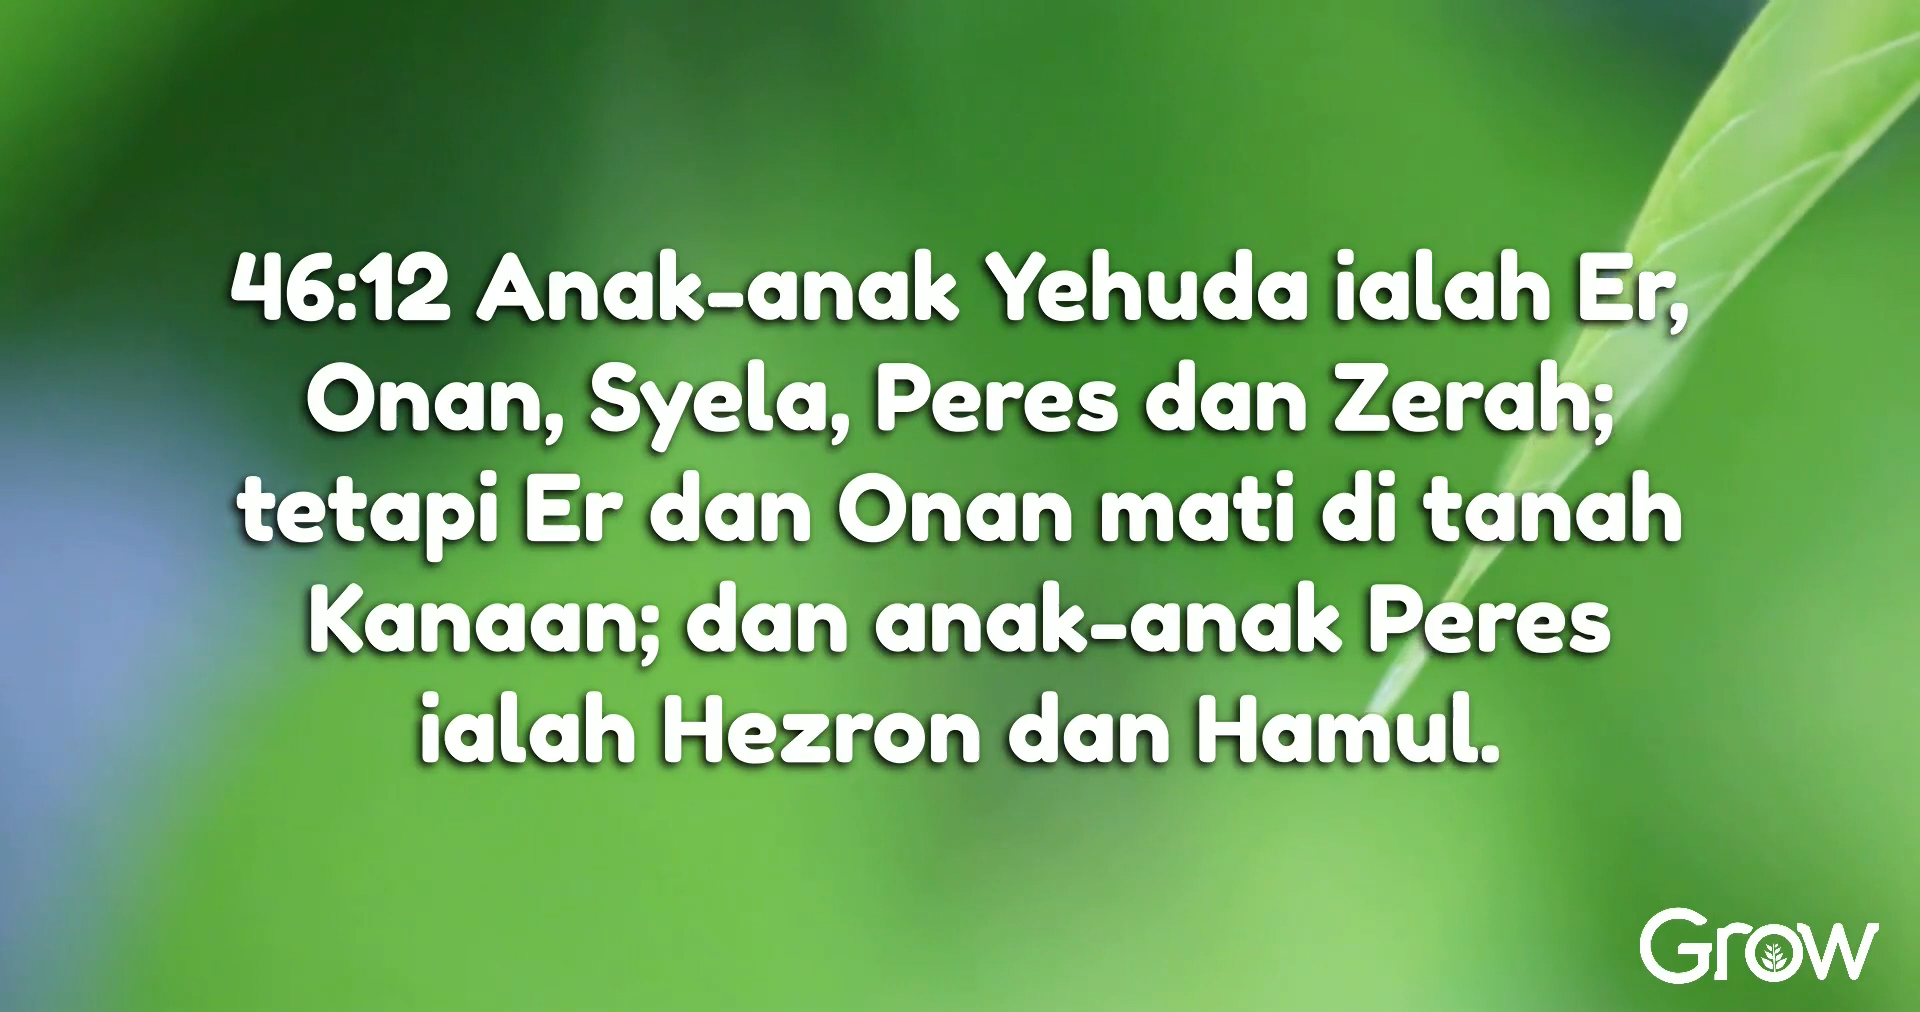 46:12 Anak-anak Yehuda ialah Er,
Onan, Syela, Peres dan Zerah;
tetapi Er dan Onan mati di tanah
Kanaan; dan anak-anak Peres
ialah Hezron dan Hamul.
Grow